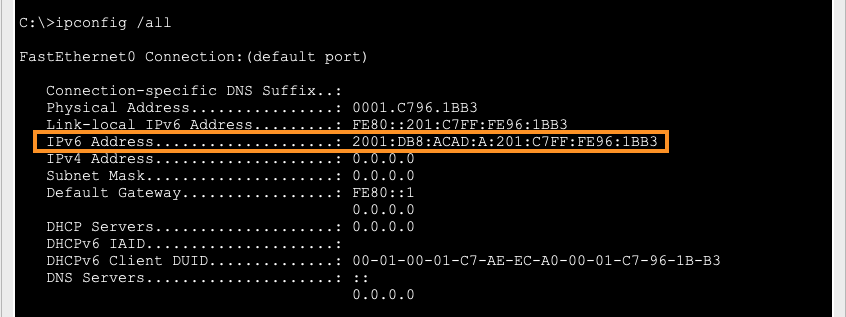 C:\>ipconfig /all
FastEthernet0 Connection:(default port)
Connection-specific DNS Suffix..:
Physical Address................: 0001.C796.1BB3
Link-local IPv6 Address.........: FE80::201:C7FF:FE96:1BB3
IPv6 Address....................: 2001:DB8:ACAD:A:201:C7FF:FE96:1BB3
IPv4 Address....................: 0.0.0.0
Subnet Mask.....................: 0.0.0.0
Default Gateway.................: FE80::1
0.0.0.0
DHCP Servers....................: 0.0.0.0
DHCPv6 IAID.....................:
DHCPv6 Client DUID..............: 00-01-00-01-C7-AE-EC-A0-00-01-C7-96-1B-B3
DNS Servers.....................: ::
0.0.0.0